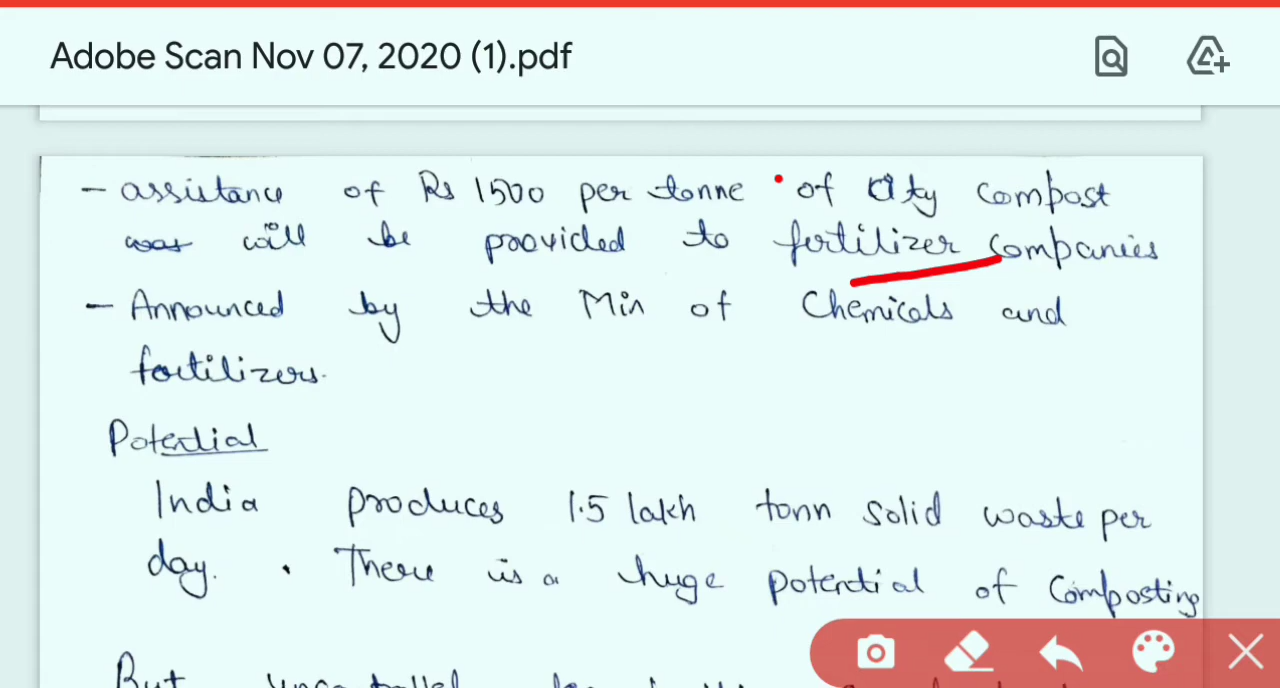 Adobe Scan Nov 07, 2020 (1).pdf
- assistance of Rs 1500 per tonne of city compost
was will be provided to fertilizer companies
- Announced by the Min of Chemicals and
fertilizers.
Potential
India produces 1.5 lakh tonn solid waste per
day. There is a huge potential of composting
But